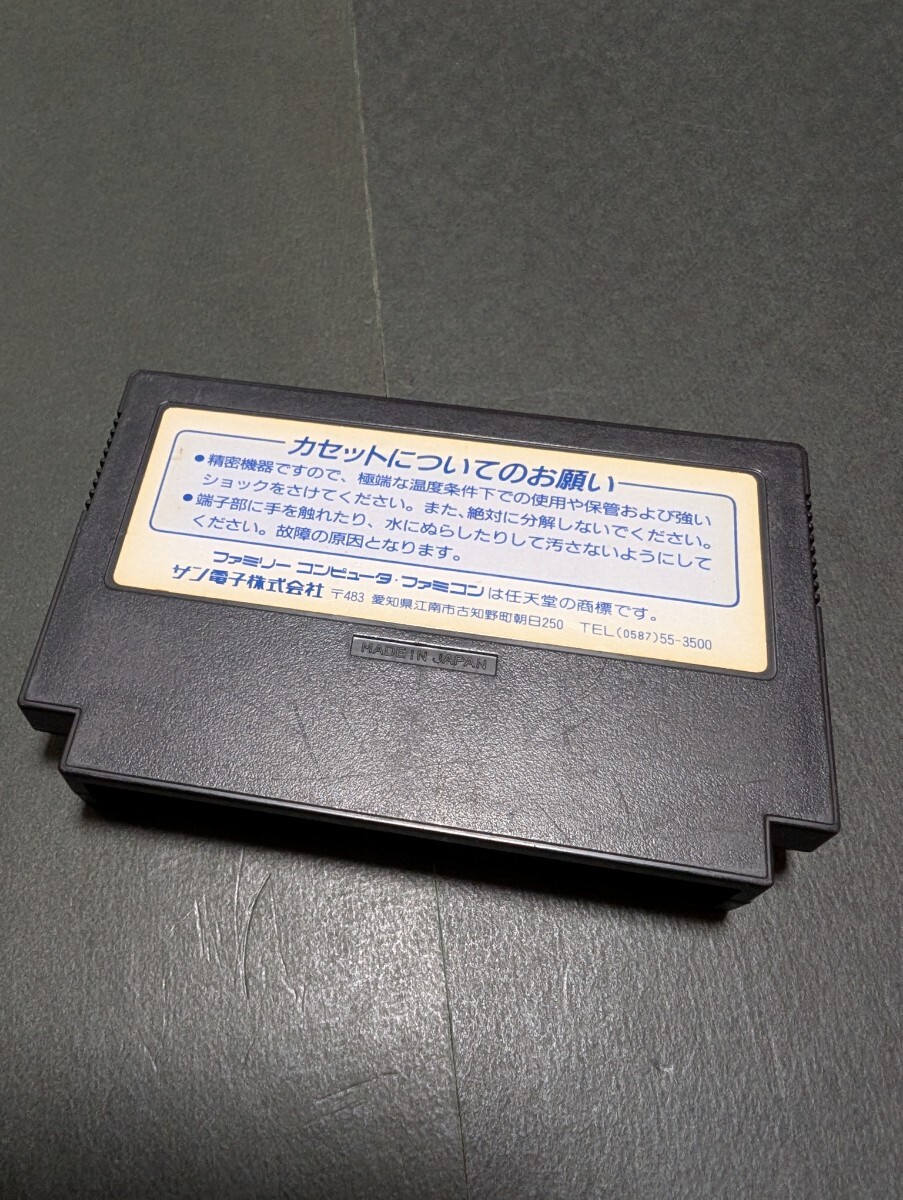 カセットについてのお願い
●精密機器ですので、極端な温度条件下での使用や保管および強い
ショックをさけてください。また、絶対に分解しないでください。
●端子部に手を触れたり、水にぬらしたりして汚さないようにして
ください。故障の原因となります。
ファミリー コンピュータ・ファミコンは任天堂の商標です。
サン電子株式会社 〒483 愛知県江南市古知野町朝日250 TEL(0587)55-3500
MADE IN JAPAN